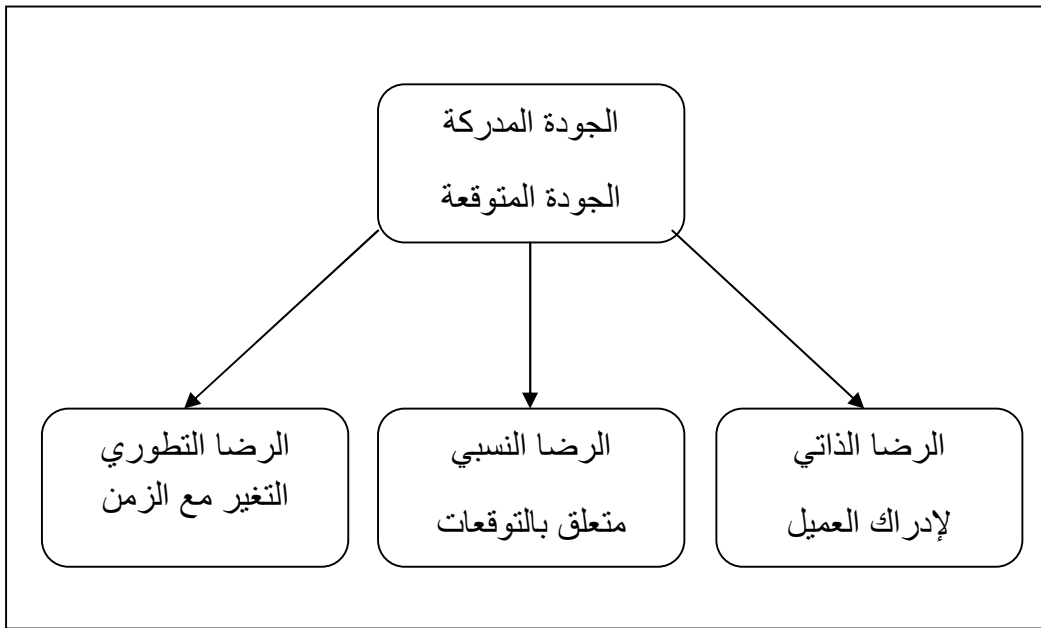 الجودة المدركة
الجودة المتوقعة
الرضا الذاتي
لإدراك العميل
الرضا النسبي
متعلق بالتوقعات
الرضا التطوري
التغير مع الزمن